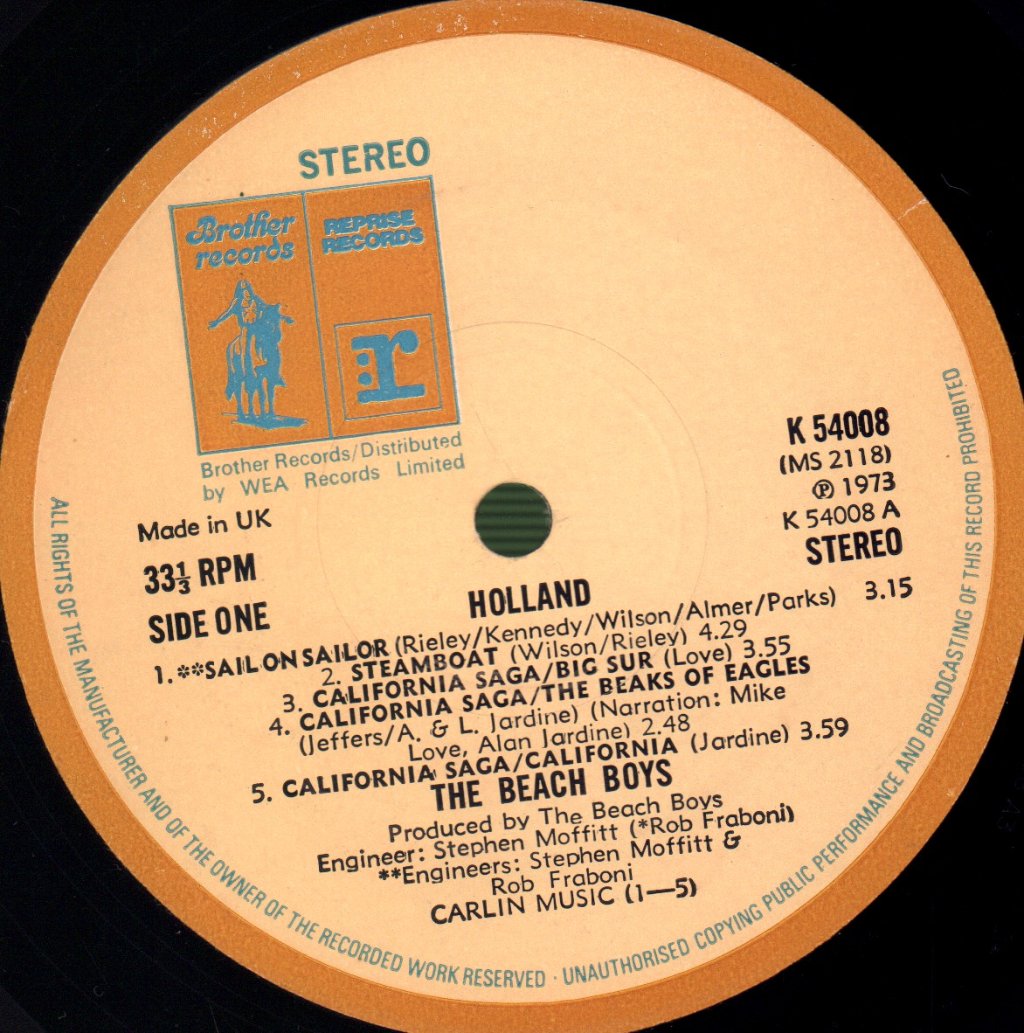 STEREO
Brother
records
REPRISE
RECORDS
r
Brother Records/Distributed
by WEA Records Limited
Made in UK
33⅓ RPM
SIDE ONE
K 54008
(MS 2118)
℗ 1973
K 54008 A
STEREO
HOLLAND
1. **SAIL ON SAILOR (Rieley/Kennedy/Wilson/Almer/Parks) 3.15
2. STEAMBOAT (Wilson/Rieley) 4.29
3. CALIFORNIA SAGA/BIG SUR (Love) 3.55
4. CALIFORNIA SAGA/THE BEAKS OF EAGLES
(Jeffers/A. & L. Jardine) (Narration: Mike
Love, Alan Jardine) 2.48
5. CALIFORNIA SAGA/CALIFORNIA (Jardine) 3.59
THE BEACH BOYS
Produced by The Beach Boys
Engineer: Stephen Moffitt (*Rob Fraboni)
**Engineers: Stephen Moffitt &
Rob Fraboni
CARLIN MUSIC (1—5)
ALL RIGHTS OF THE MANUFACTURER AND OF THE OWNER OF THE RECORDED WORK RESERVED · UNAUTHORISED COPYING PUBLIC PERFORMANCE AND BROADCASTING OF THIS RECORD PROHIBITED